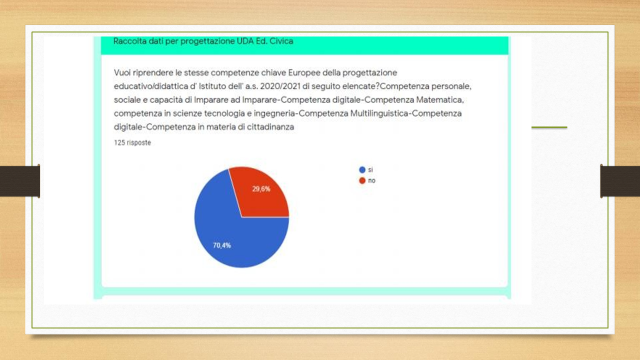 Raccolta dati per progettazione UDA Ed. Civica
Vuoi riprendere le stesse competenze chiave Europee della progettazione
educativo/didattica d' Istituto dell' a.s. 2020/2021 di seguito elencate?Competenza personale,
sociale e capacità di Imparare ad Imparare-Competenza digitale-Competenza Matematica,
competenza in scienze tecnologia e ingegneria-Competenza Multilinguistica-Competenza
digitale-Competenza in materia di cittadinanza
125 risposte
si
no
29,6%
70,4%